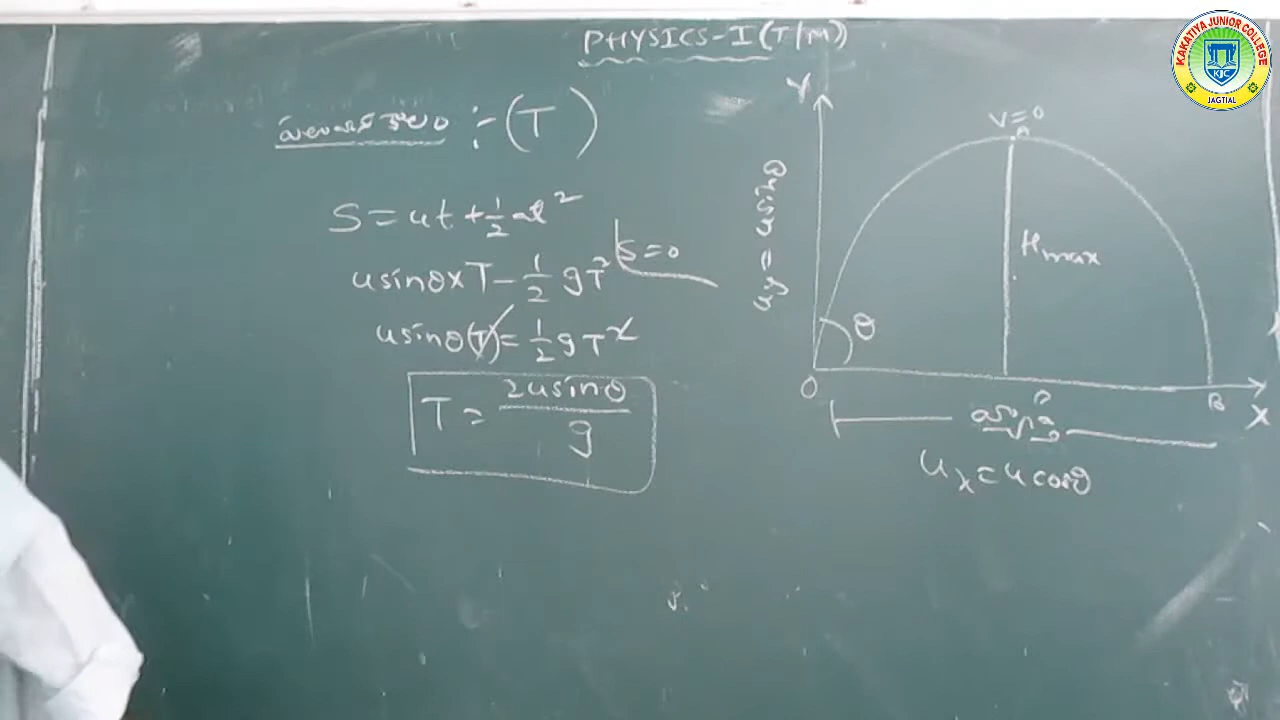 PHYSICS-I (T/M)
KAKATIYA JUNIOR COLLEGE
KJC
JAGTIAL
:- (T)
S = ut + 1/2 at²
S = 0
usinθ x T - 1/2 gT²
usinθ(T) = 1/2 gT²
T = 2usinθ/g
Y
V = 0
A
uy = usinθ
Hmax
θ
O
B
X
ux = ucosθ